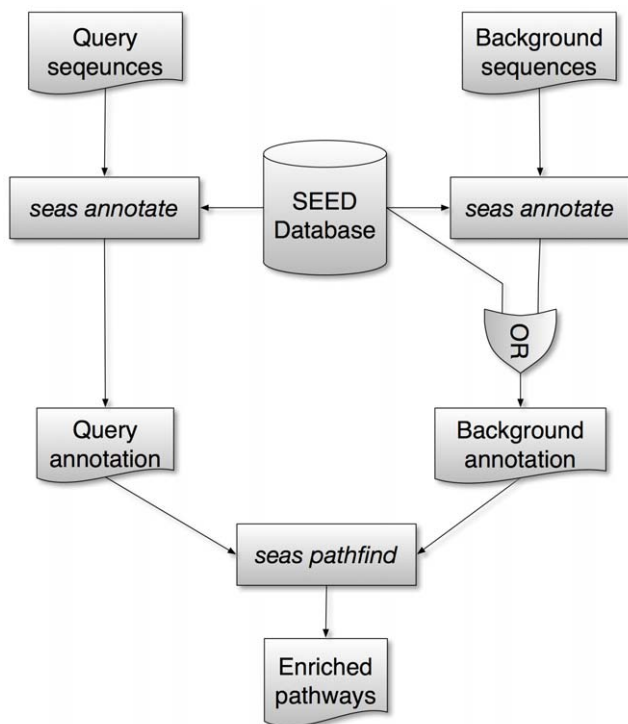 Query
seqeunces
Background
sequences
seas annotate
SEED
Database
seas annotate
OR
Query
annotation
Background
annotation
seas pathfind
Enriched
pathways